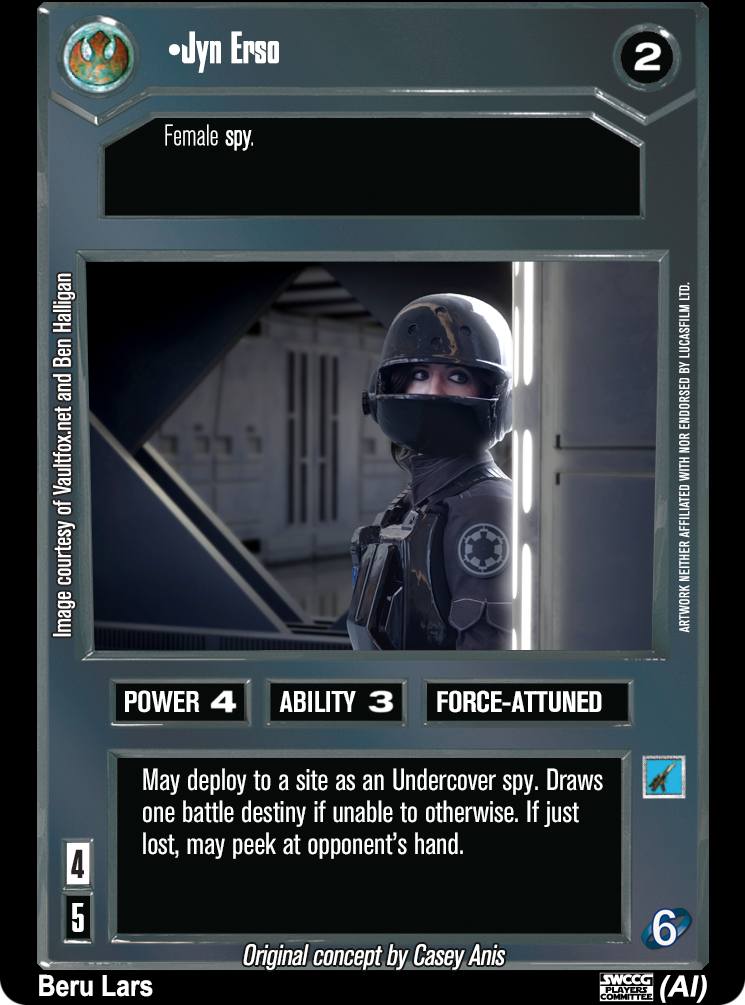 •Jyn Erso
2
Female spy.
Image courtesy of Vaultfox.net and Ben Halligan
ARTWORK NEITHER AFFILIATED WITH NOR ENDORSED BY LUCASFILM LTD.
POWER 4
ABILITY 3
FORCE-ATTUNED
May deploy to a site as an Undercover spy. Draws
one battle destiny if unable to otherwise. If just
lost, may peek at opponent's hand.
4
5
6
Original concept by Casey Anis
Beru Lars
SWCCG
PLAYERS
COMMITTEE
(AI)